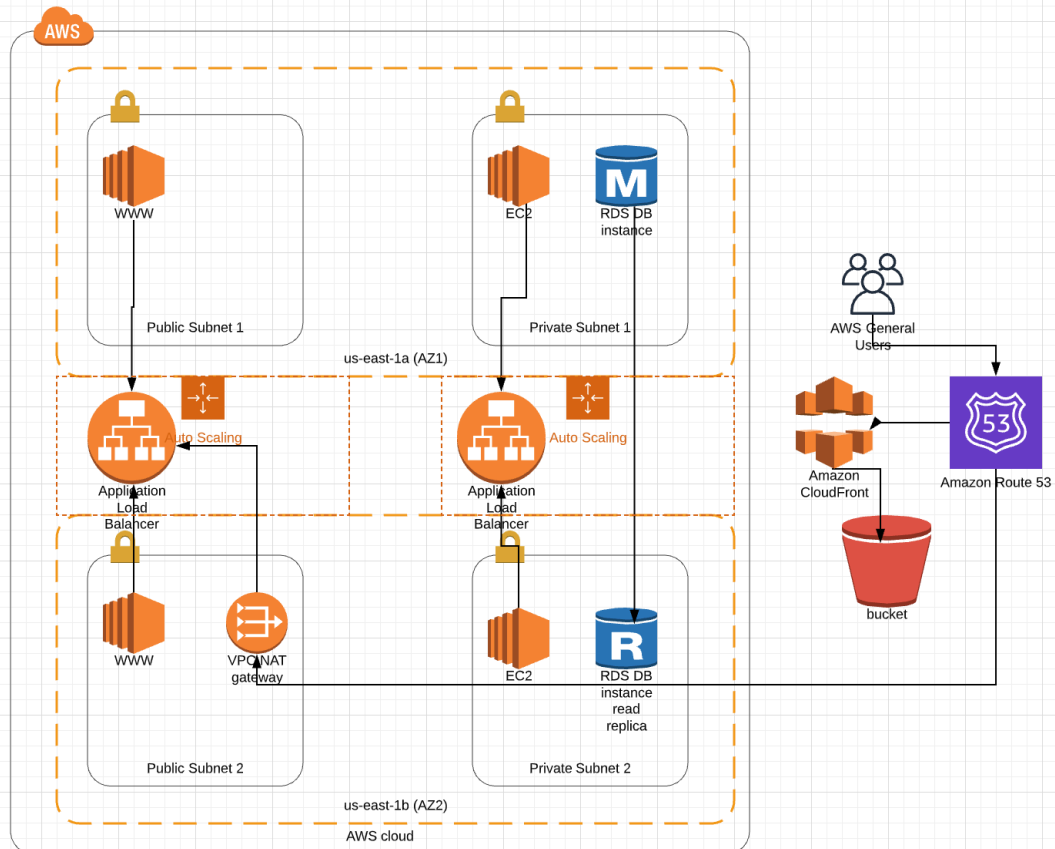 AWS
WWW
EC2
M
RDS DB
instance
Public Subnet 1
Private Subnet 1
us-east-1a (AZ1)
AWS General
Users
Auto Scaling
Application
Load
Balancer
Auto Scaling
Application
Load
Balancer
53
Amazon
CloudFront
Amazon Route 53
bucket
WWW
VPC NAT
gateway
EC2
R
RDS DB
instance
read
replica
Public Subnet 2
Private Subnet 2
us-east-1b (AZ2)
AWS cloud